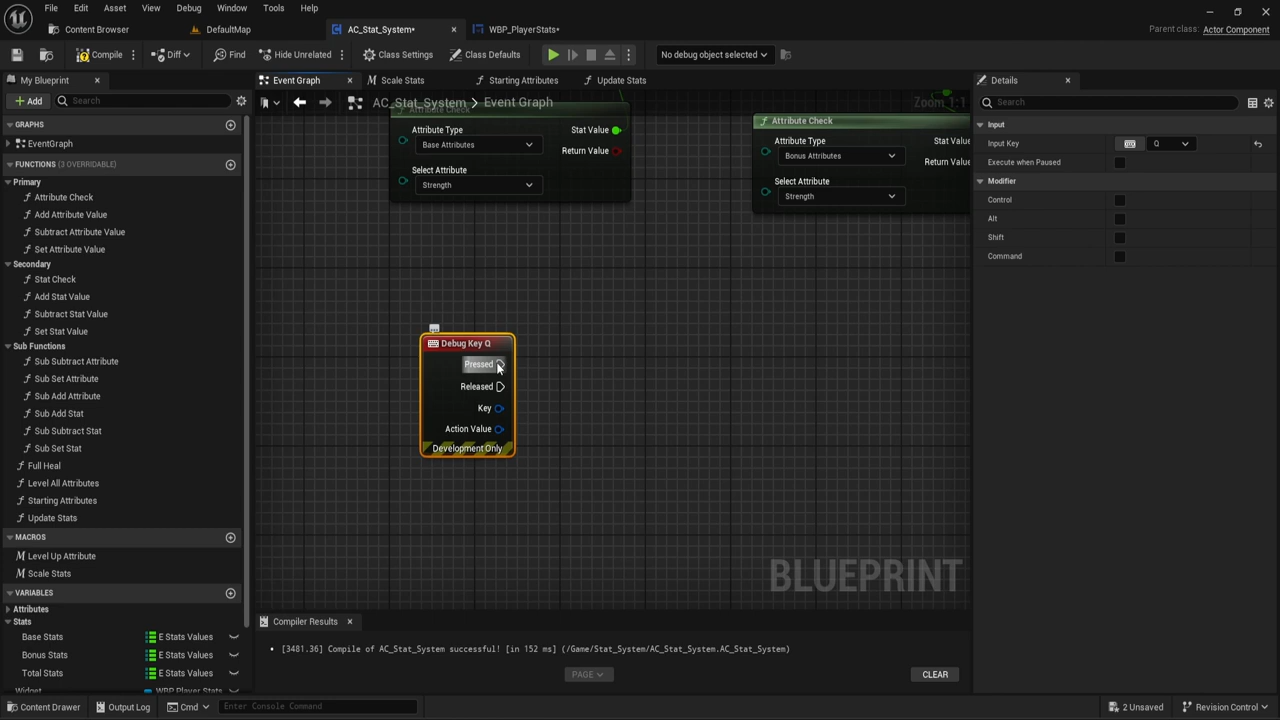 File Edit Asset View Debug Window Tools Help
Content Browser DefaultMap AC_Stat_System* WBP_PlayerStats*
Parent class: Actor Component
Compile Diff Find Hide Unrelated Class Settings Class Defaults No debug object selected
My Blueprint Event Graph Scale Stats Starting Attributes Update Stats Details
Add Search
AC_Stat_System > Event Graph
Zoom 1:1
Search
GRAPHS
EventGraph
FUNCTIONS (3 OVERRIDABLE)
Primary
Attribute Check
Add Attribute Value
Subtract Attribute Value
Set Attribute Value
Secondary
Stat Check
Add Stat Value
Subtract Stat Value
Set Stat Value
Sub Functions
Sub Subtract Attribute
Sub Set Attribute
Sub Add Attribute
Sub Add Stat
Sub Subtract Stat
Sub Set Stat
Full Heal
Level All Attributes
Starting Attributes
Update Stats
MACROS
Level Up Attribute
Scale Stats
VARIABLES
Attributes
Stats
Base Stats E Stats Values
Bonus Stats E Stats Values
Total Stats E Stats Values
Widget WBP Player Stats
Attribute Check
Attribute Type
Base Attributes
Stat Value
Return Value
Select Attribute
Strength
Attribute Check
Attribute Type
Bonus Attributes
Stat Value
Return Value
Select Attribute
Strength
Debug Key Q
Pressed
Released
Key
Action Value
Development Only
BLUEPRINT
Input
Input Key Q
Execute when Paused
Modifier
Control
Alt
Shift
Command
Compiler Results
[3481.36] Compile of AC_Stat_System successful! [in 152 ms] (/Game/Stat_System/AC_Stat_System.AC_Stat_System)
PAGE CLEAR
Content Drawer Output Log Cmd Enter Console Command 2 Unsaved Revision Control